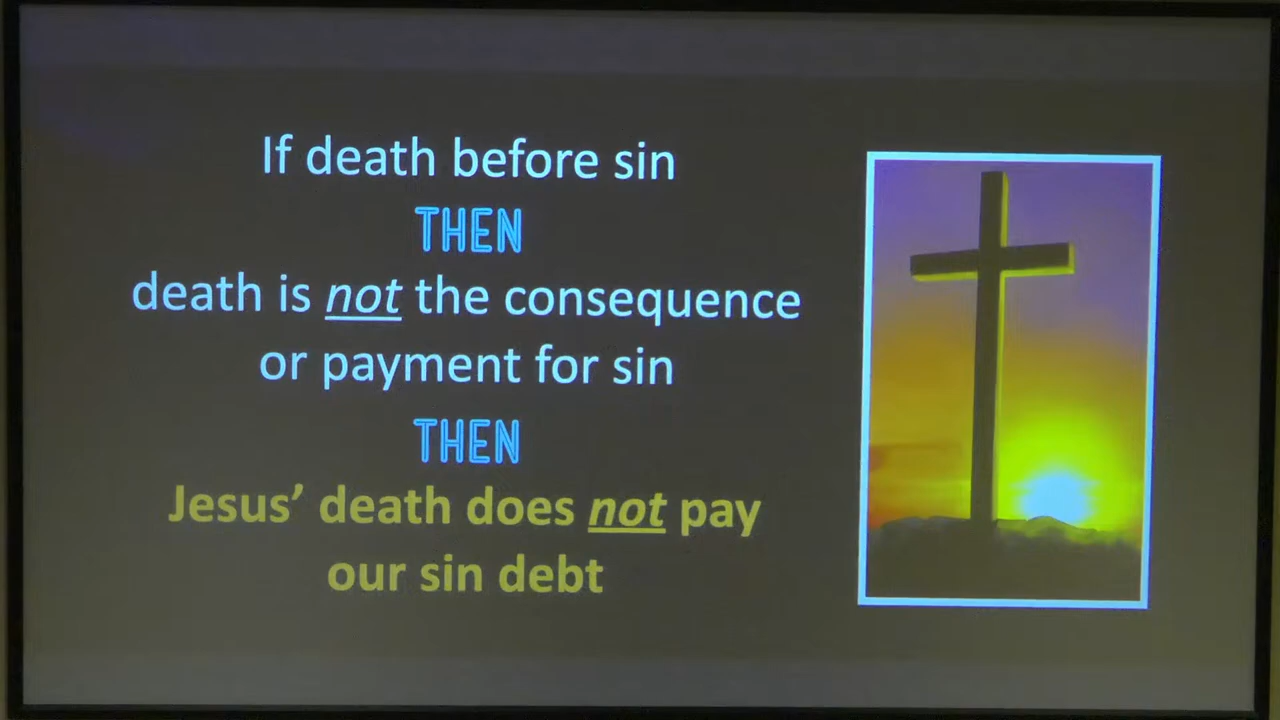 If death before sin
THEN
death is not the consequence
or payment for sin
THEN
Jesus’ death does not pay
our sin debt